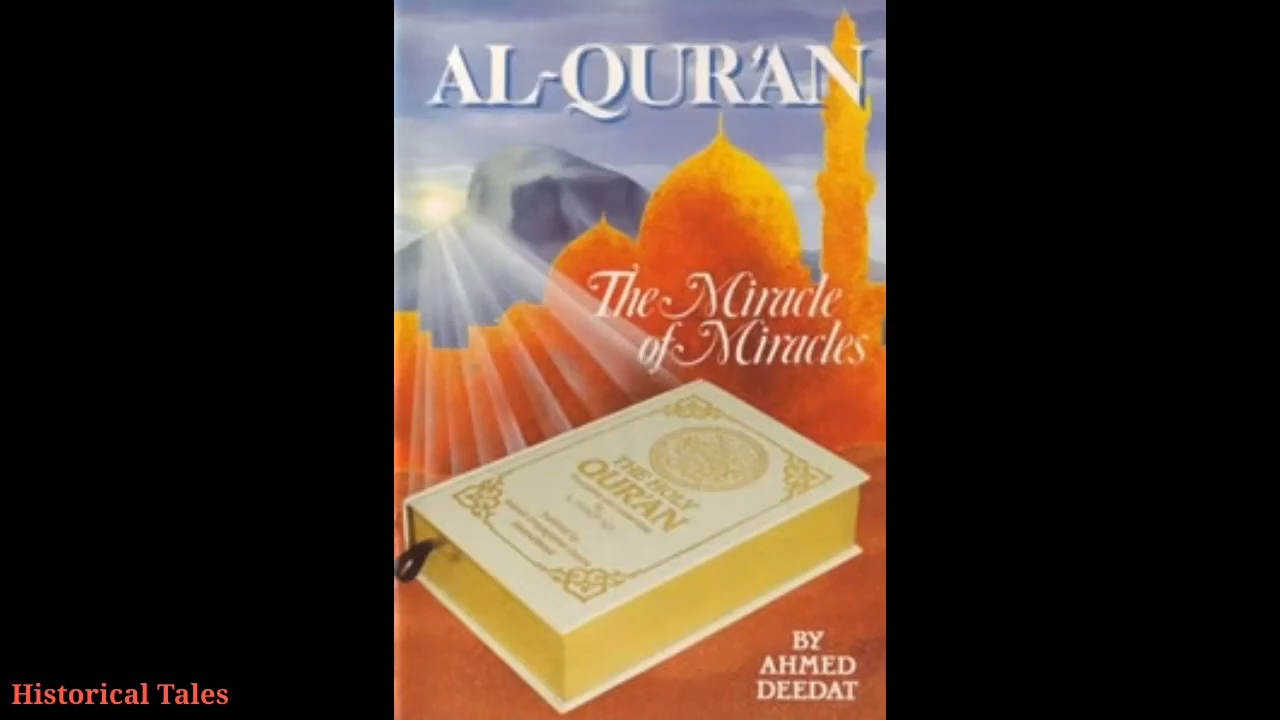 AL-QUR'AN
The Miracle
of Miracles
THE HOLY
QUR'AN
BY
AHMED
DEEDAT
Historical Tales